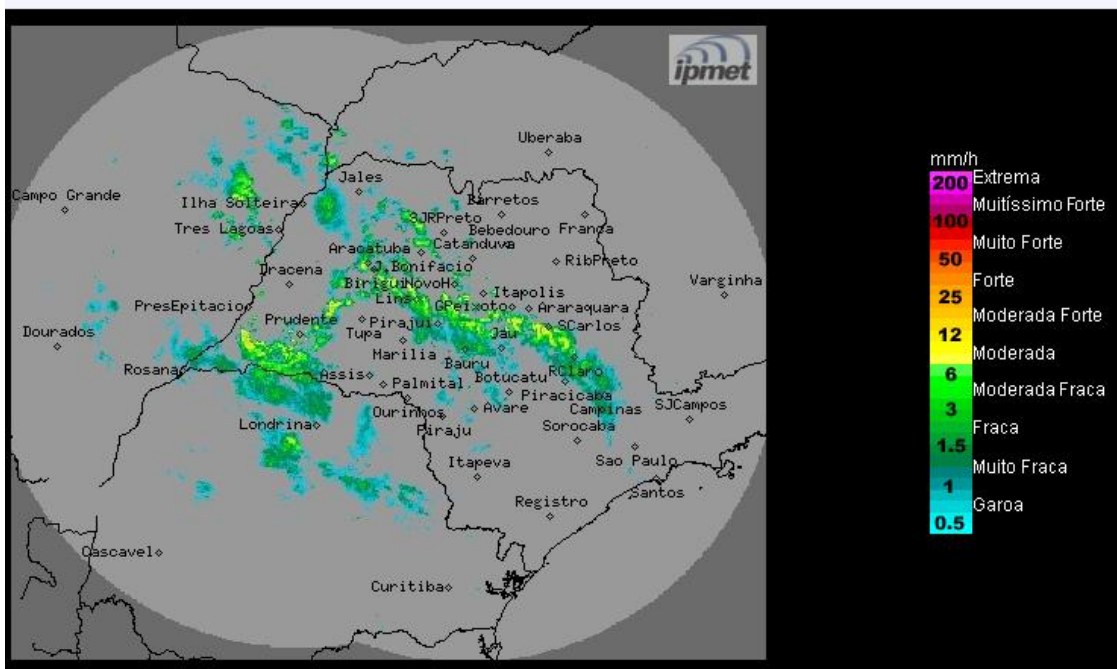 ipmet
Uberaba
Campo Grande
Jales
Ilha Solteira
Barretos
SJRPreto
Franca
Tres Lagoas
Bebedouro
Catanduva
Aracatuba
RibPreto
Dracena
J.Bonifacio
Varginha
Birigui
NovoH
Itapolis
PresEpitacio
Lins
GPeixoto
Araraquara
Dourados
Prudente
Pirajui
SCarlos
Tupa
Jau
Marilia
Bauru
Rosana
Assis
RClaro
Botucatu
Palmital
Piracicaba
Ourinhos
Avare
Campinas
SJCampos
Londrina
Piraju
Sorocaba
Itapeva
Sao Paulo
Santos
Registro
Cascavel
Curitiba
mm/h
200 Extrema
Muitíssimo Forte
100
Muito Forte
50
Forte
25
Moderada Forte
12
Moderada
6
Moderada Fraca
3
Fraca
1.5
Muito Fraca
1
Garoa
0.5